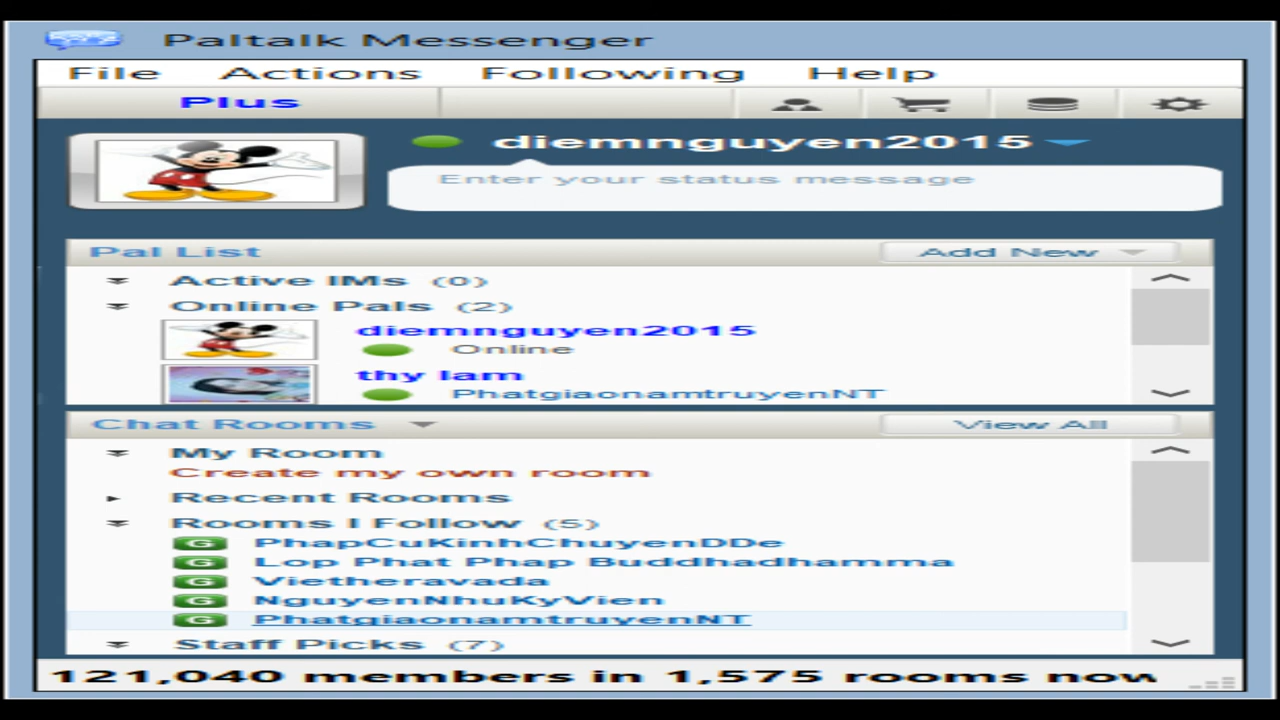 Paltalk Messenger
File Actions Following Help
Plus
diemnguyen2015
Enter your status message
Pal List Add New
Active IMs (0)
Online Pals (2)
diemnguyen2015
Online
thy lam
PhatgiaonamtruyenNT
Chat Rooms View All
My Room
Create my own room
Recent Rooms
Rooms I Follow (5)
G PhapCuKinhChuyenDDe
G Lop Phat Phap Buddhadhamma
G Vietheravada
G NguyenNhuKyVien
G PhatgiaonamtruyenNT
Staff Picks (7)
121,040 members in 1,575 rooms now